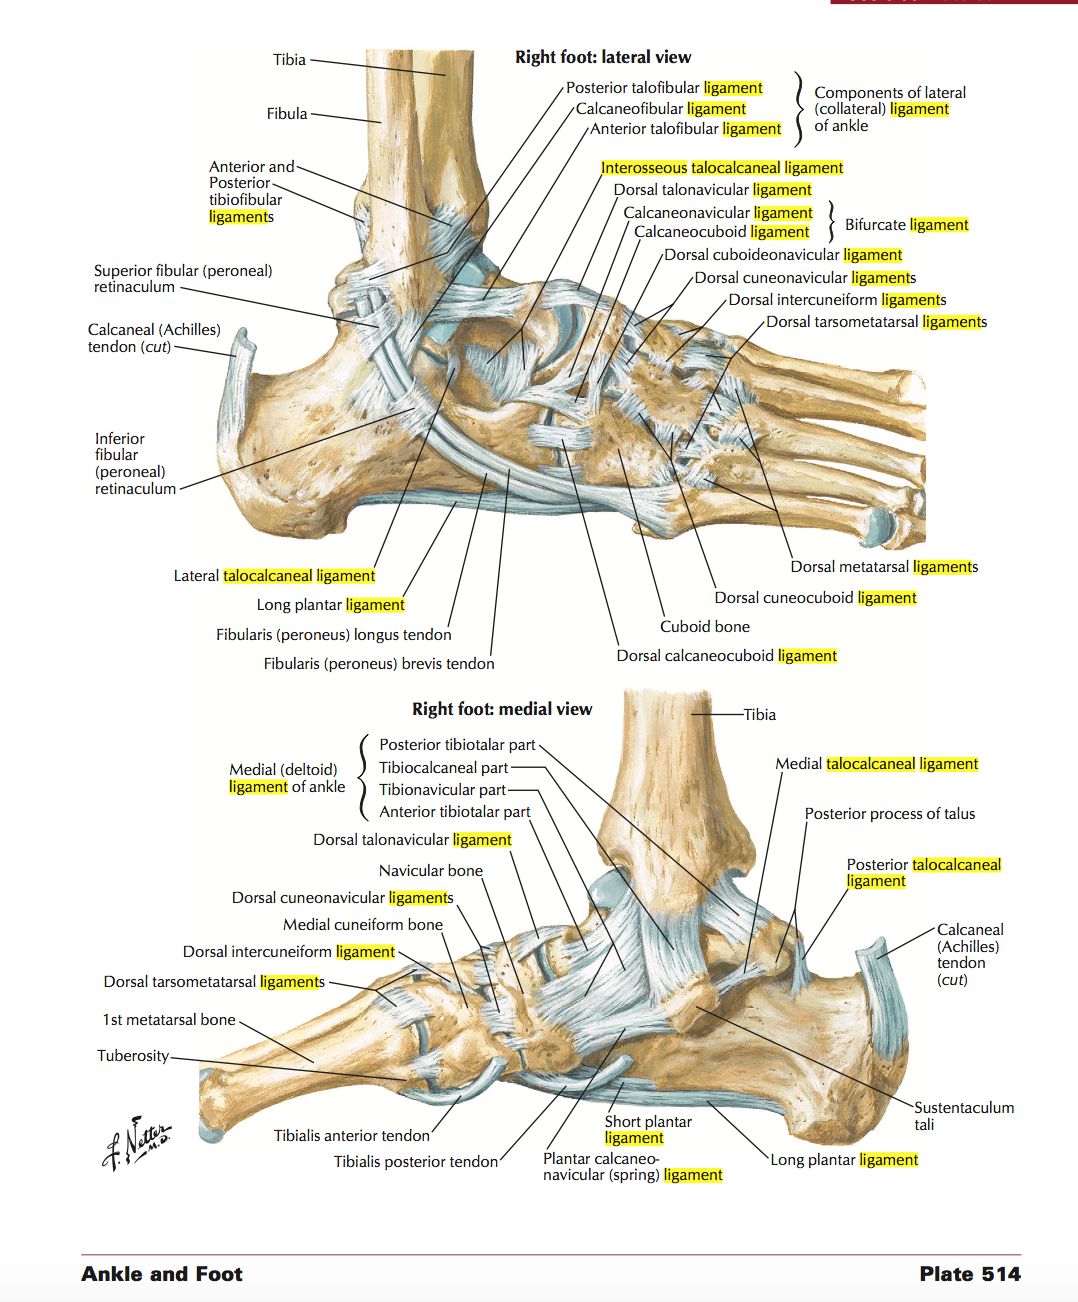 Right foot: lateral view
Tibia
Fibula
Anterior and
Posterior
tibiofibular
ligaments
Superior fibular (peroneal)
retinaculum
Calcaneal (Achilles)
tendon (cut)
Inferior
fibular
(peroneal)
retinaculum
Posterior talofibular ligament
Calcaneofibular ligament
Anterior talofibular ligament
Components of lateral
(collateral) ligament
of ankle
Interosseous talocalcaneal ligament
Dorsal talonavicular ligament
Calcaneonavicular ligament
Calcaneocuboid ligament
Bifurcate ligament
Dorsal cuboideonavicular ligament
Dorsal cuneonavicular ligaments
Dorsal intercuneiform ligaments
Dorsal tarsometatarsal ligaments
Lateral talocalcaneal ligament
Long plantar ligament
Fibularis (peroneus) longus tendon
Fibularis (peroneus) brevis tendon
Dorsal metatarsal ligaments
Dorsal cuneocuboid ligament
Cuboid bone
Dorsal calcaneocuboid ligament
Right foot: medial view
Tibia
Medial (deltoid)
ligament of ankle
Posterior tibiotalar part
Tibiocalcaneal part
Tibionavicular part
Anterior tibiotalar part
Dorsal talonavicular ligament
Navicular bone
Dorsal cuneonavicular ligaments
Medial cuneiform bone
Dorsal intercuneiform ligament
Dorsal tarsometatarsal ligaments
1st metatarsal bone
Tuberosity
Medial talocalcaneal ligament
Posterior process of talus
Posterior talocalcaneal
ligament
Calcaneal
(Achilles)
tendon
(cut)
Sustentaculum
tali
Tibialis anterior tendon
Tibialis posterior tendon
Short plantar
ligament
Plantar calcaneo-
navicular (spring) ligament
Long plantar ligament
F. Netter
M.D.
Ankle and Foot
Plate 514